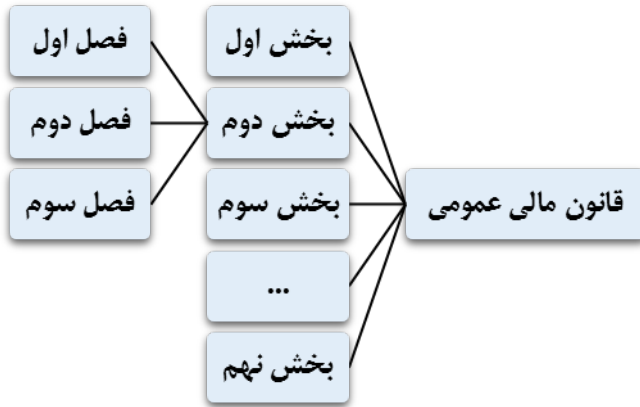 قانون مالی عمومی
بخش اول
بخش دوم
بخش سوم
...
بخش نهم
فصل اول
فصل دوم
فصل سوم